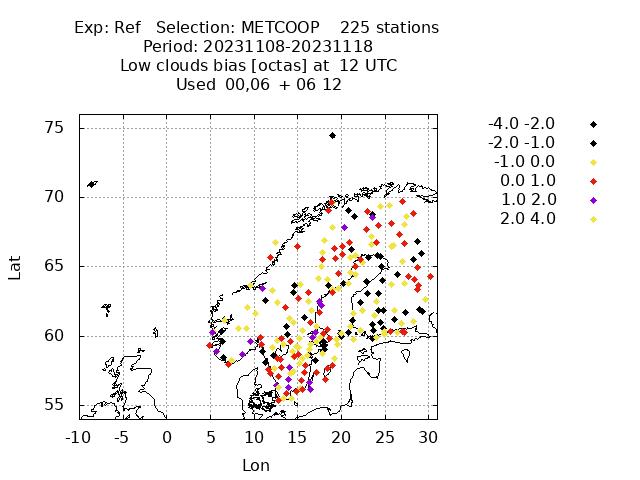 Exp: Ref   Selection: METCOOP    225 stations
Period: 20231108-20231118
Low clouds bias [octas] at  12 UTC
Used  00,06  + 06 12
-4.0 -2.0
-2.0 -1.0
-1.0 0.0
0.0 1.0
1.0 2.0
2.0 4.0
75
70
65
60
55
Lat
-10 -5 0 5 10 15 20 25 30
Lon